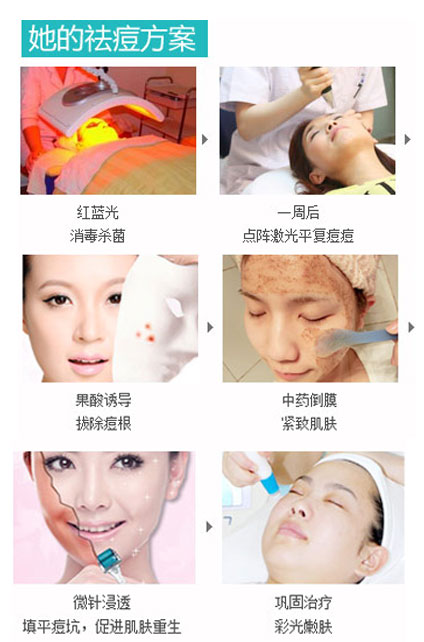 她的祛痘方案
红蓝光
消毒杀菌
一周后
点阵激光平复痘痘
果酸诱导
拔除痘根
中药倒膜
紧致肌肤
微针浸透
填平痘坑，促进肌肤重生
巩固治疗
彩光嫩肤